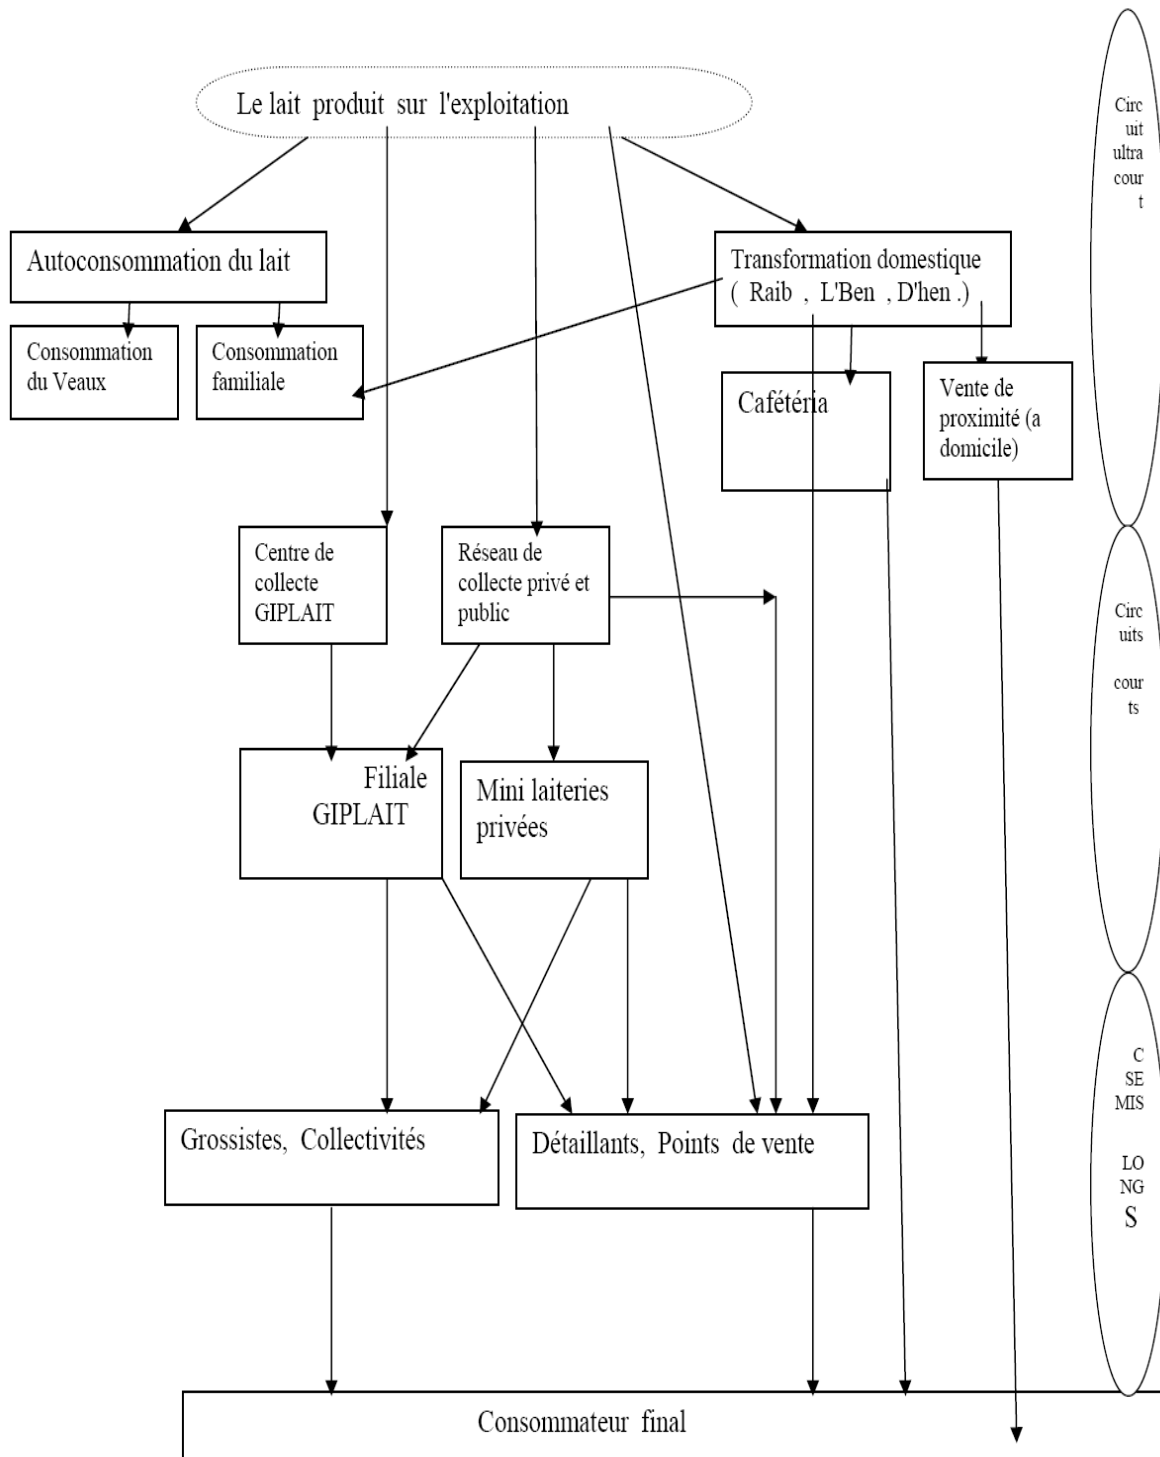 Le lait produit sur l'exploitation
Circ
uit
ultra
cour
t
Autoconsommation du lait
Transformation domestique
( Raib , L'Ben , D'hen .)
Consommation
du Veaux
Consommation
familiale
Cafétéria
Vente de
proximité (a
domicile)
Centre de
collecte
GIPLAIT
Réseau de
collecte privé et
public
Circ
uits
cour
ts
Filiale
GIPLAIT
Mini laiteries
privées
C
SE
MIS
LO
NG
S
Grossistes, Collectivités
Détaillants, Points de vente
Consommateur final